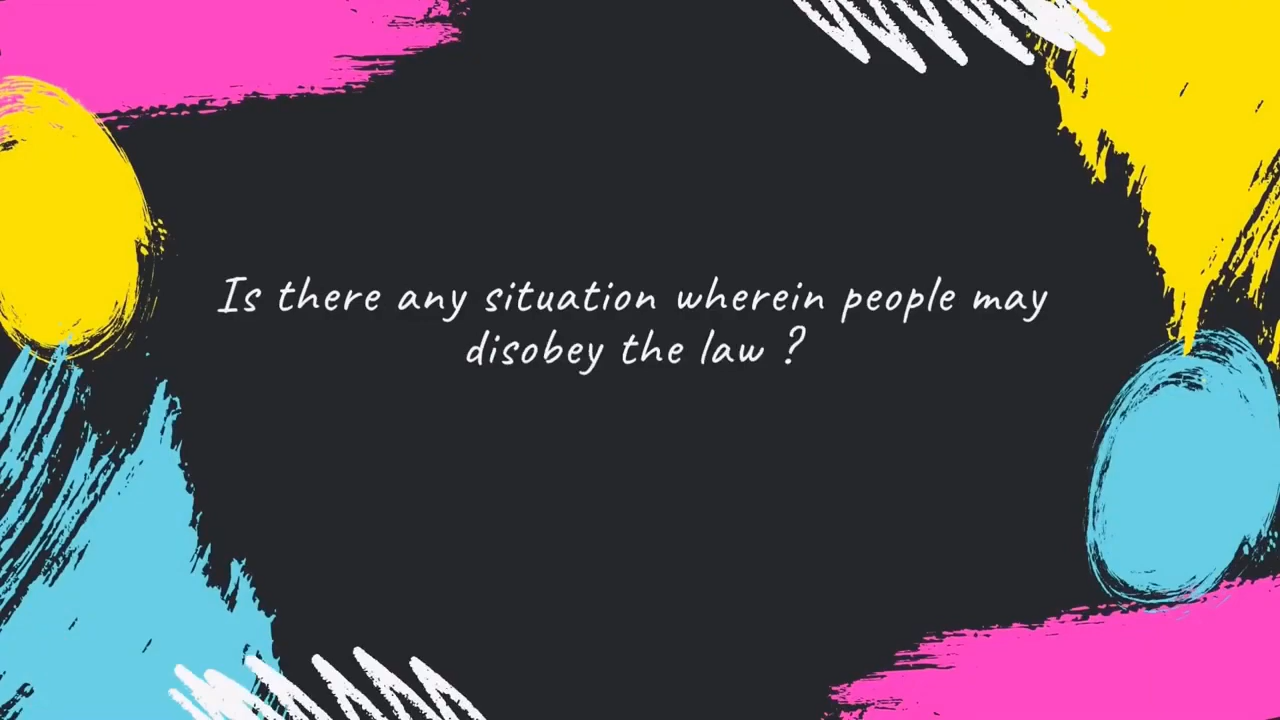 Is there any situation wherein people may
disobey the law ?